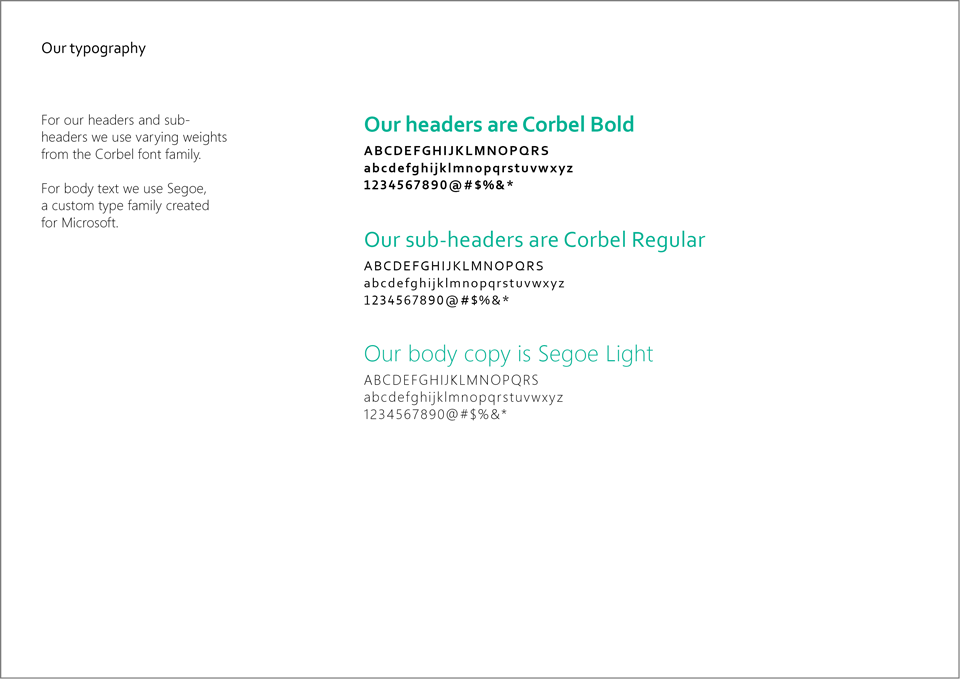 Our typography
For our headers and sub-
headers we use varying weights
from the Corbel font family.
For body text we use Segoe,
a custom type family created
for Microsoft.
Our headers are Corbel Bold
ABCDEFGHIJKLMNOPQRS
abcdefghijklmnopqrstuvwxyz
1234567890@#$%&*
Our sub-headers are Corbel Regular
ABCDEFGHIJKLMNOPQRS
abcdefghijklmnopqrstuvwxyz
1234567890@#$%&*
Our body copy is Segoe Light
ABCDEFGHIJKLMNOPQRS
abcdefghijklmnopqrstuvwxyz
1234567890@#$%&*